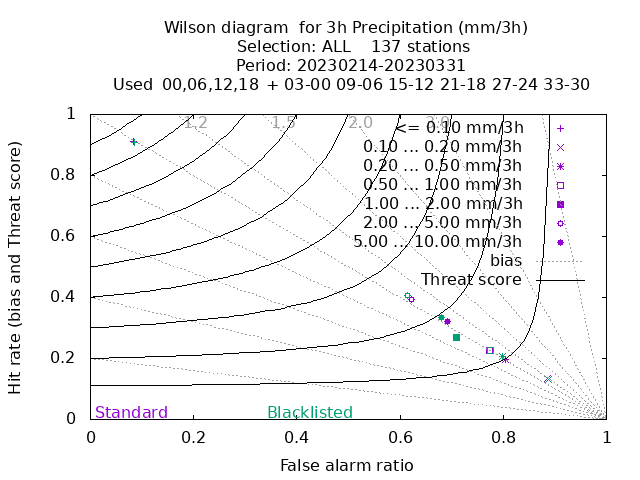 Wilson diagram  for 3h Precipitation (mm/3h)
Selection: ALL    137 stations
Period: 20230214-20230331
Used  00,06,12,18  + 03-00 09-06 15-12 21-18 27-24 33-30
1.2 1.5 2.0 3.0
<= 0.10 mm/3h
0.10 ... 0.20 mm/3h
0.20 ... 0.50 mm/3h
0.50 ... 1.00 mm/3h
1.00 ... 2.00 mm/3h
2.00 ... 5.00 mm/3h
5.00 ... 10.00 mm/3h
bias
Threat score
Hit rate (bias and Threat score)
1
0.8
0.6
0.4
0.2
0
Standard Blacklisted
0 0.2 0.4 0.6 0.8 1
False alarm ratio